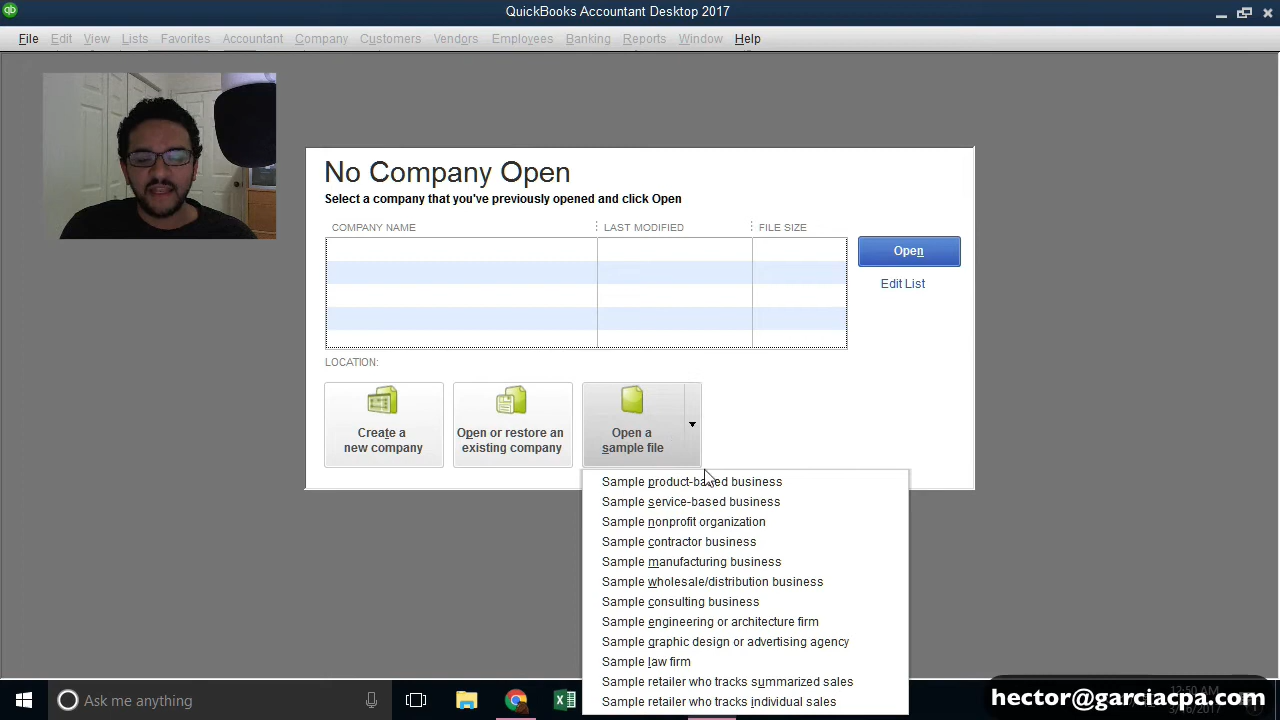 QuickBooks Accountant Desktop 2017
File Edit View Lists Favorites Accountant Company Customers Vendors Employees Banking Reports Window Help
No Company Open
Select a company that you've previously opened and click Open
COMPANY NAME LAST MODIFIED FILE SIZE
Open
Edit List
LOCATION:
Create a
new company
Open or restore an
existing company
Open a
sample file
Sample product-based business
Sample service-based business
Sample nonprofit organization
Sample contractor business
Sample manufacturing business
Sample wholesale/distribution business
Sample consulting business
Sample engineering or architecture firm
Sample graphic design or advertising agency
Sample law firm
Sample retailer who tracks summarized sales
Sample retailer who tracks individual sales
Ask me anything
hector@garciacpa.com